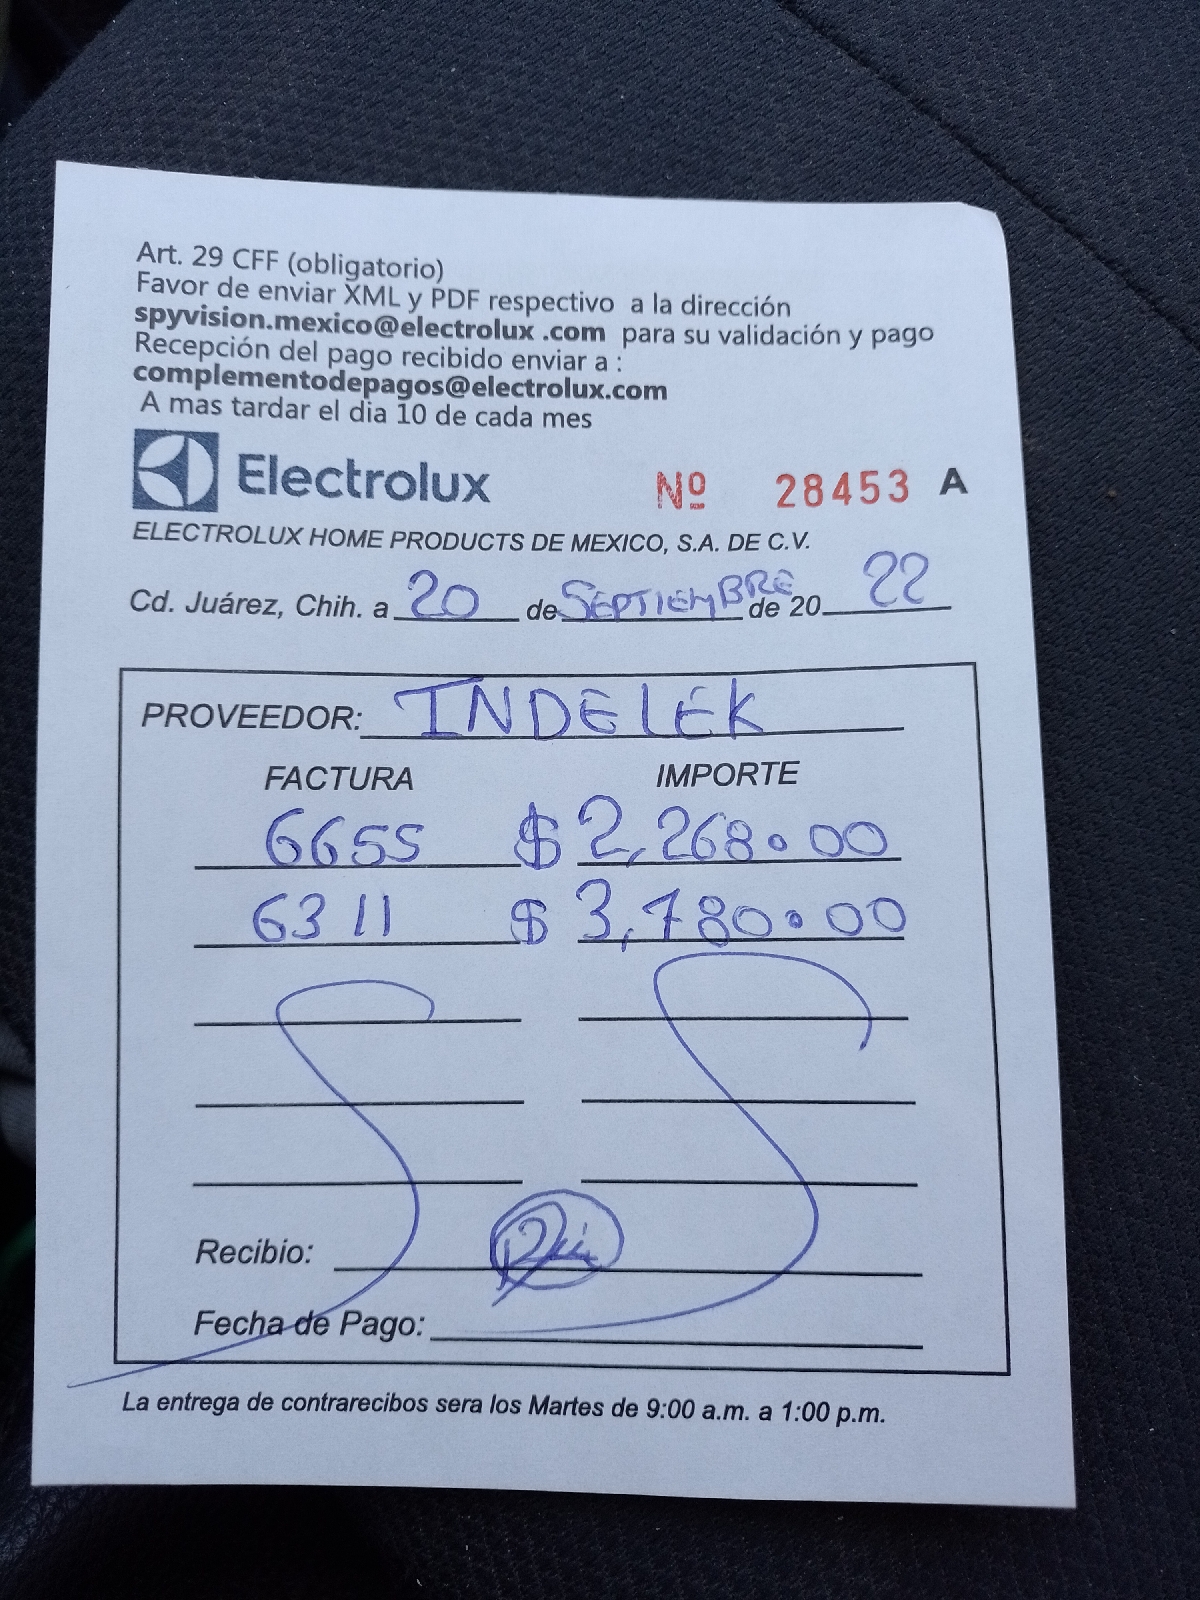 Art. 29 CFF (obligatorio)
Favor de enviar XML y PDF respectivo a la dirección
spyvision.mexico@electrolux .com para su validación y pago
Recepción del pago recibido enviar a :
complementodepagos@electrolux.com
A mas tardar el dia 10 de cada mes
Electrolux Nº 28453 A
ELECTROLUX HOME PRODUCTS DE MEXICO, S.A. DE C.V.
Cd. Juárez, Chih. a 20 de SEPTIEMBRE de 20 22
PROVEEDOR: INDELEK
FACTURA IMPORTE
6655 $ 2,268.00
6311 $ 3,780.00
Recibio:
Fecha de Pago:
La entrega de contrarecibos sera los Martes de 9:00 a.m. a 1:00 p.m.